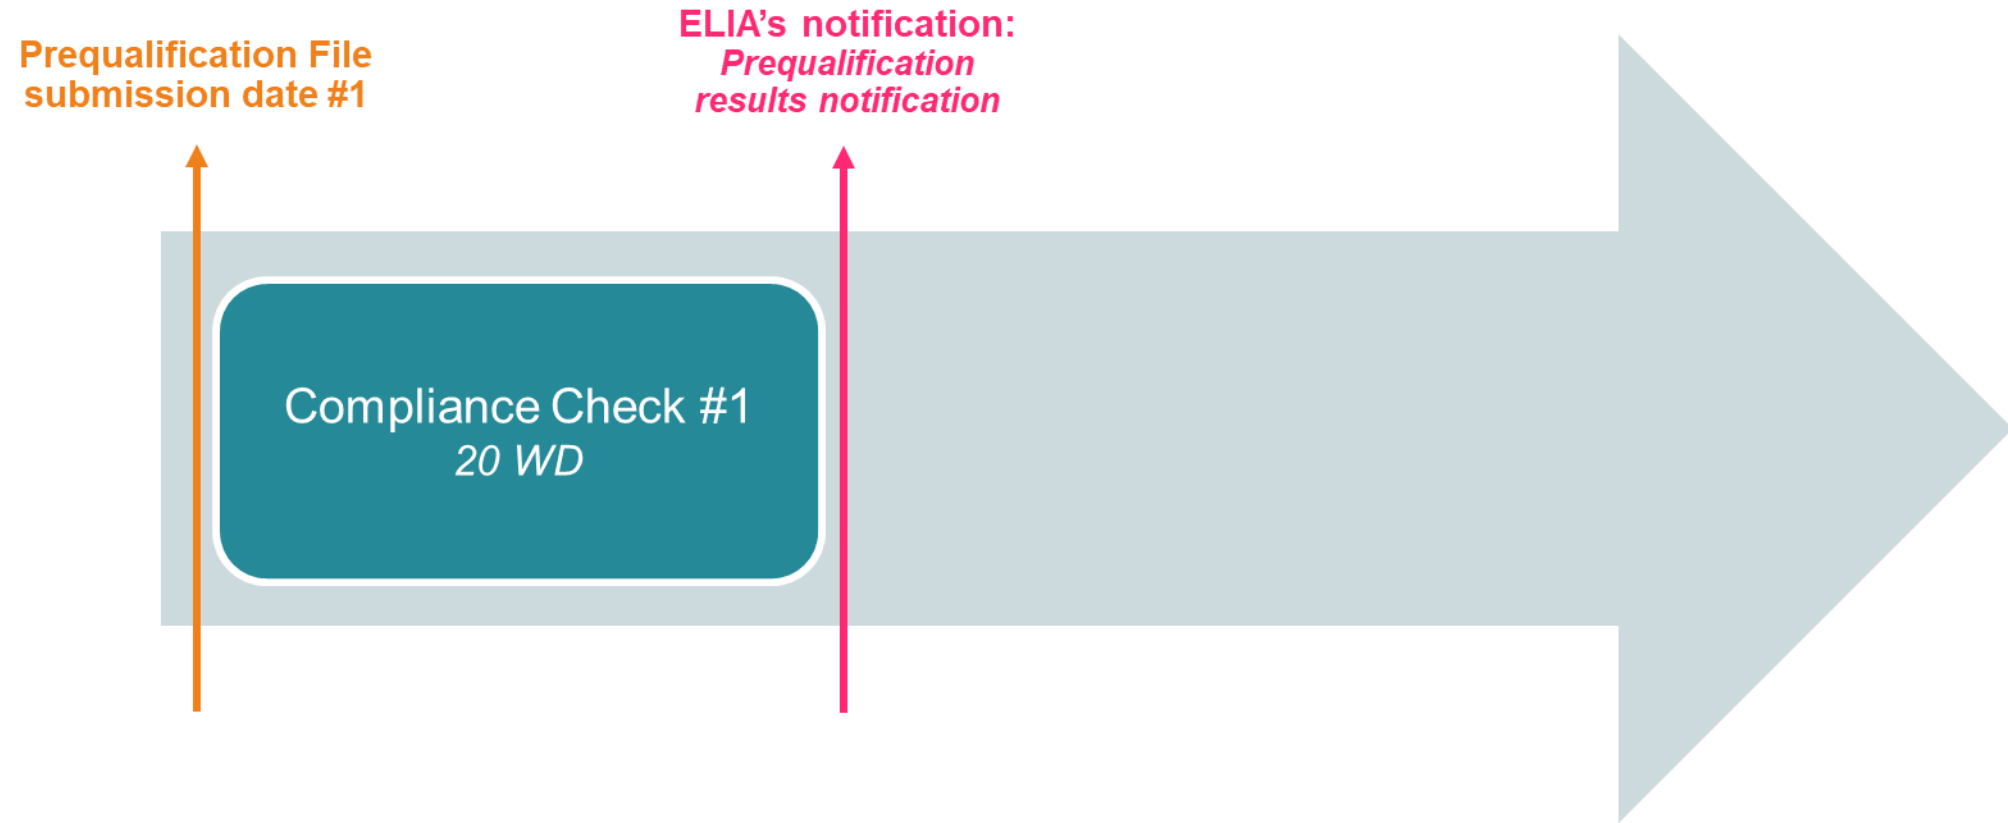 Prequalification File
submission date #1
ELIA’s notification:
Prequalification
results notification
Compliance Check #1
20 WD